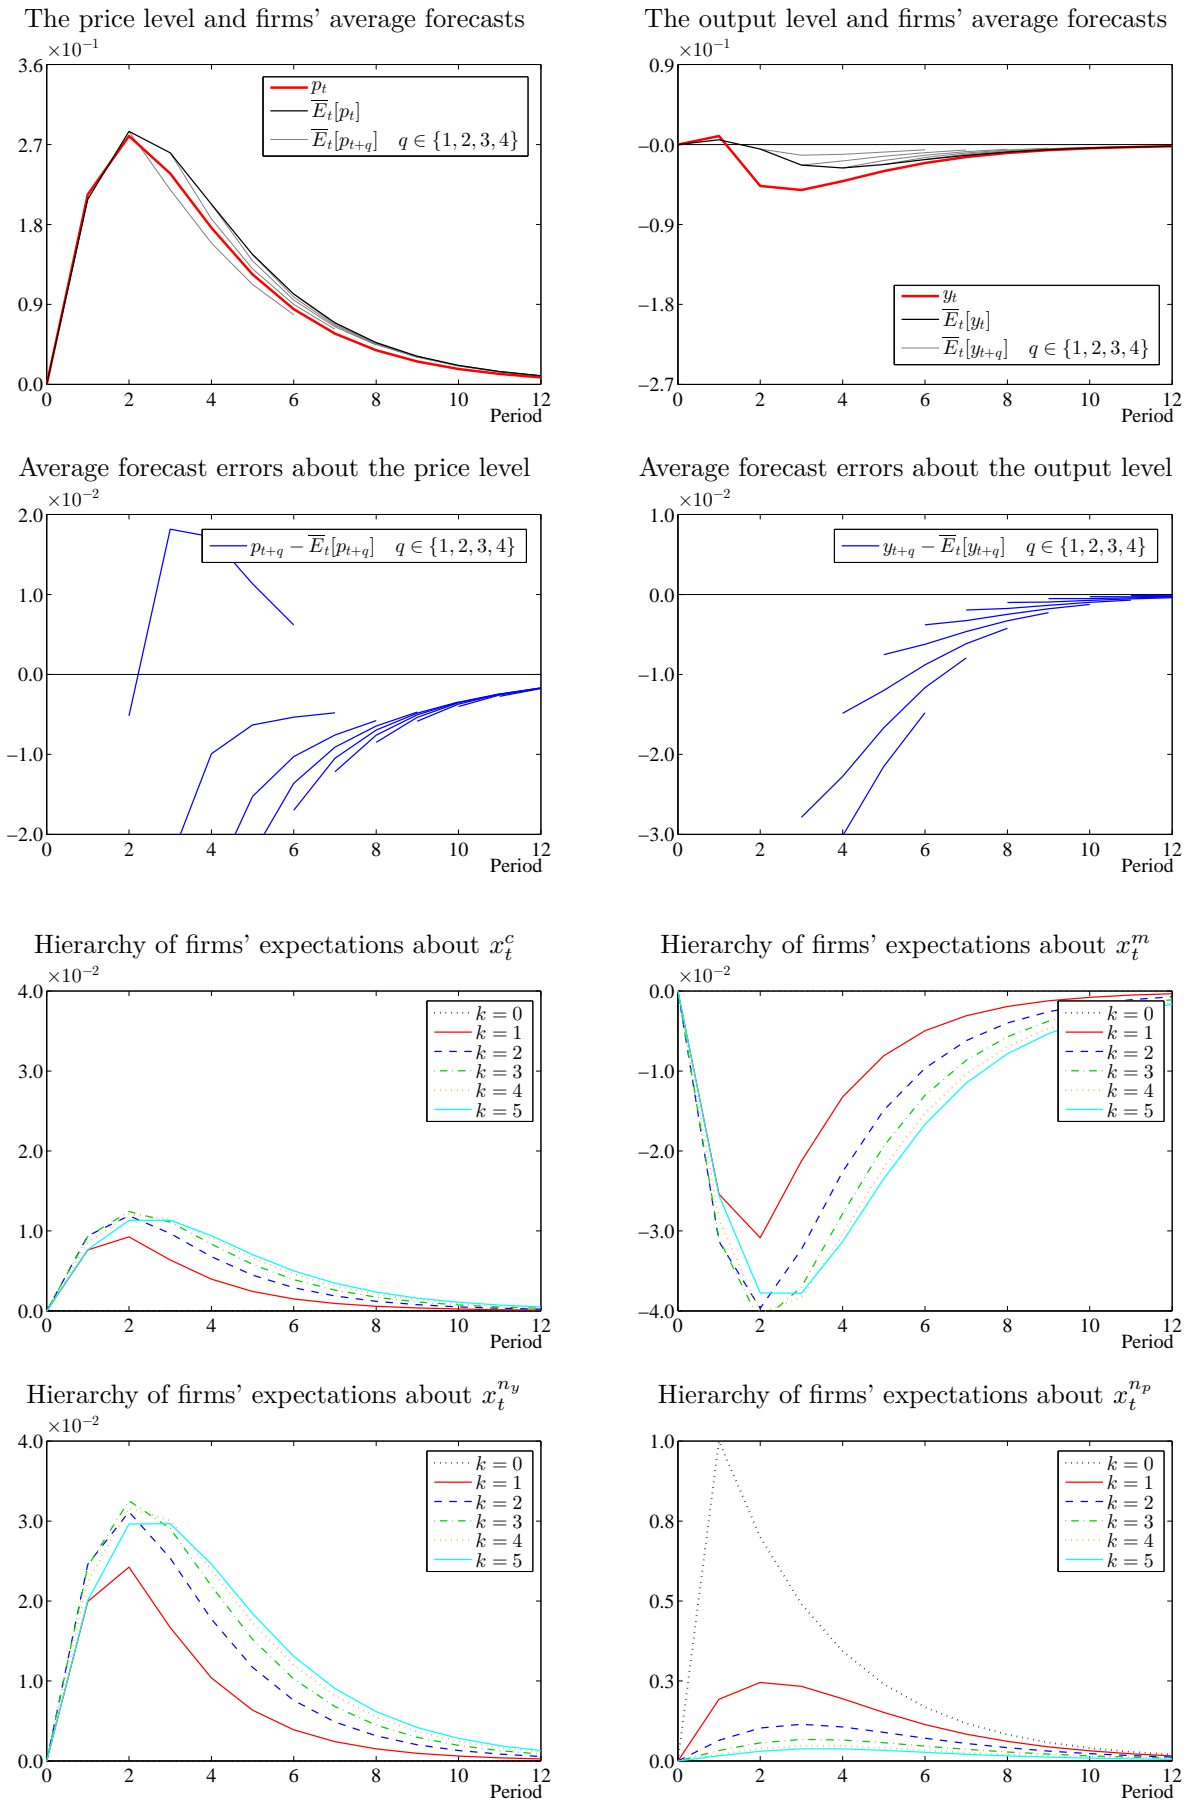 The price level and firms' average forecasts
×10⁻¹
3.6
2.7
1.8
0.9
0.0
p_t
E̅_t[p_t]
E̅_t[p_{t+q}] q ∈ {1, 2, 3, 4}
0 2 4 6 8 10 12
Period
The output level and firms' average forecasts
×10⁻¹
0.9
−0.0
−0.9
−1.8
−2.7
y_t
E̅_t[y_t]
E̅_t[y_{t+q}] q ∈ {1, 2, 3, 4}
0 2 4 6 8 10 12
Period
Average forecast errors about the price level
×10⁻²
2.0
1.0
0.0
−1.0
−2.0
p_{t+q} − E̅_t[p_{t+q}] q ∈ {1, 2, 3, 4}
0 2 4 6 8 10 12
Period
Average forecast errors about the output level
×10⁻²
1.0
0.0
−1.0
−2.0
−3.0
y_{t+q} − E̅_t[y_{t+q}] q ∈ {1, 2, 3, 4}
0 2 4 6 8 10 12
Period
Hierarchy of firms' expectations about x_t^c
×10⁻²
4.0
3.0
2.0
1.0
0.0
k = 0
k = 1
k = 2
k = 3
k = 4
k = 5
0 2 4 6 8 10 12
Period
Hierarchy of firms' expectations about x_t^m
×10⁻²
0.0
−1.0
−2.0
−3.0
−4.0
k = 0
k = 1
k = 2
k = 3
k = 4
k = 5
0 2 4 6 8 10 12
Period
Hierarchy of firms' expectations about x_t^{n_y}
×10⁻²
4.0
3.0
2.0
1.0
0.0
k = 0
k = 1
k = 2
k = 3
k = 4
k = 5
0 2 4 6 8 10 12
Period
Hierarchy of firms' expectations about x_t^{n_p}
1.0
0.8
0.5
0.3
0.0
k = 0
k = 1
k = 2
k = 3
k = 4
k = 5
0 2 4 6 8 10 12
Period